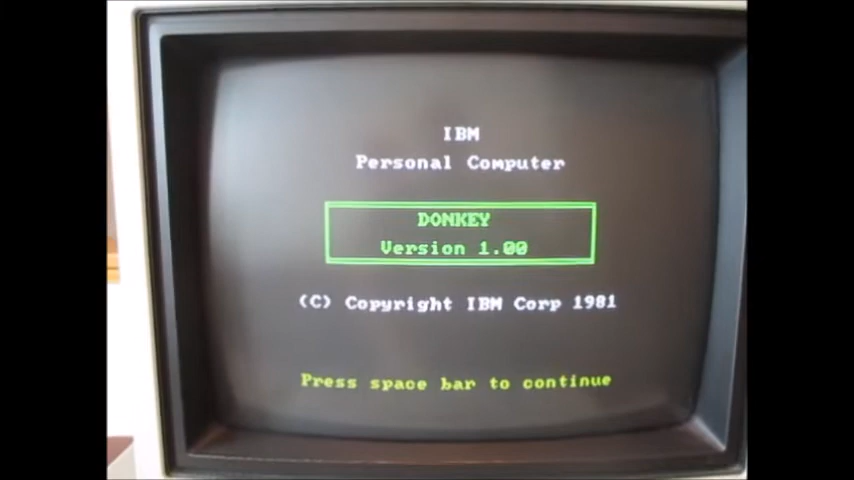 IBM
Personal Computer
DONKEY
Version 1.00
(C) Copyright IBM Corp 1981
Press space bar to continue